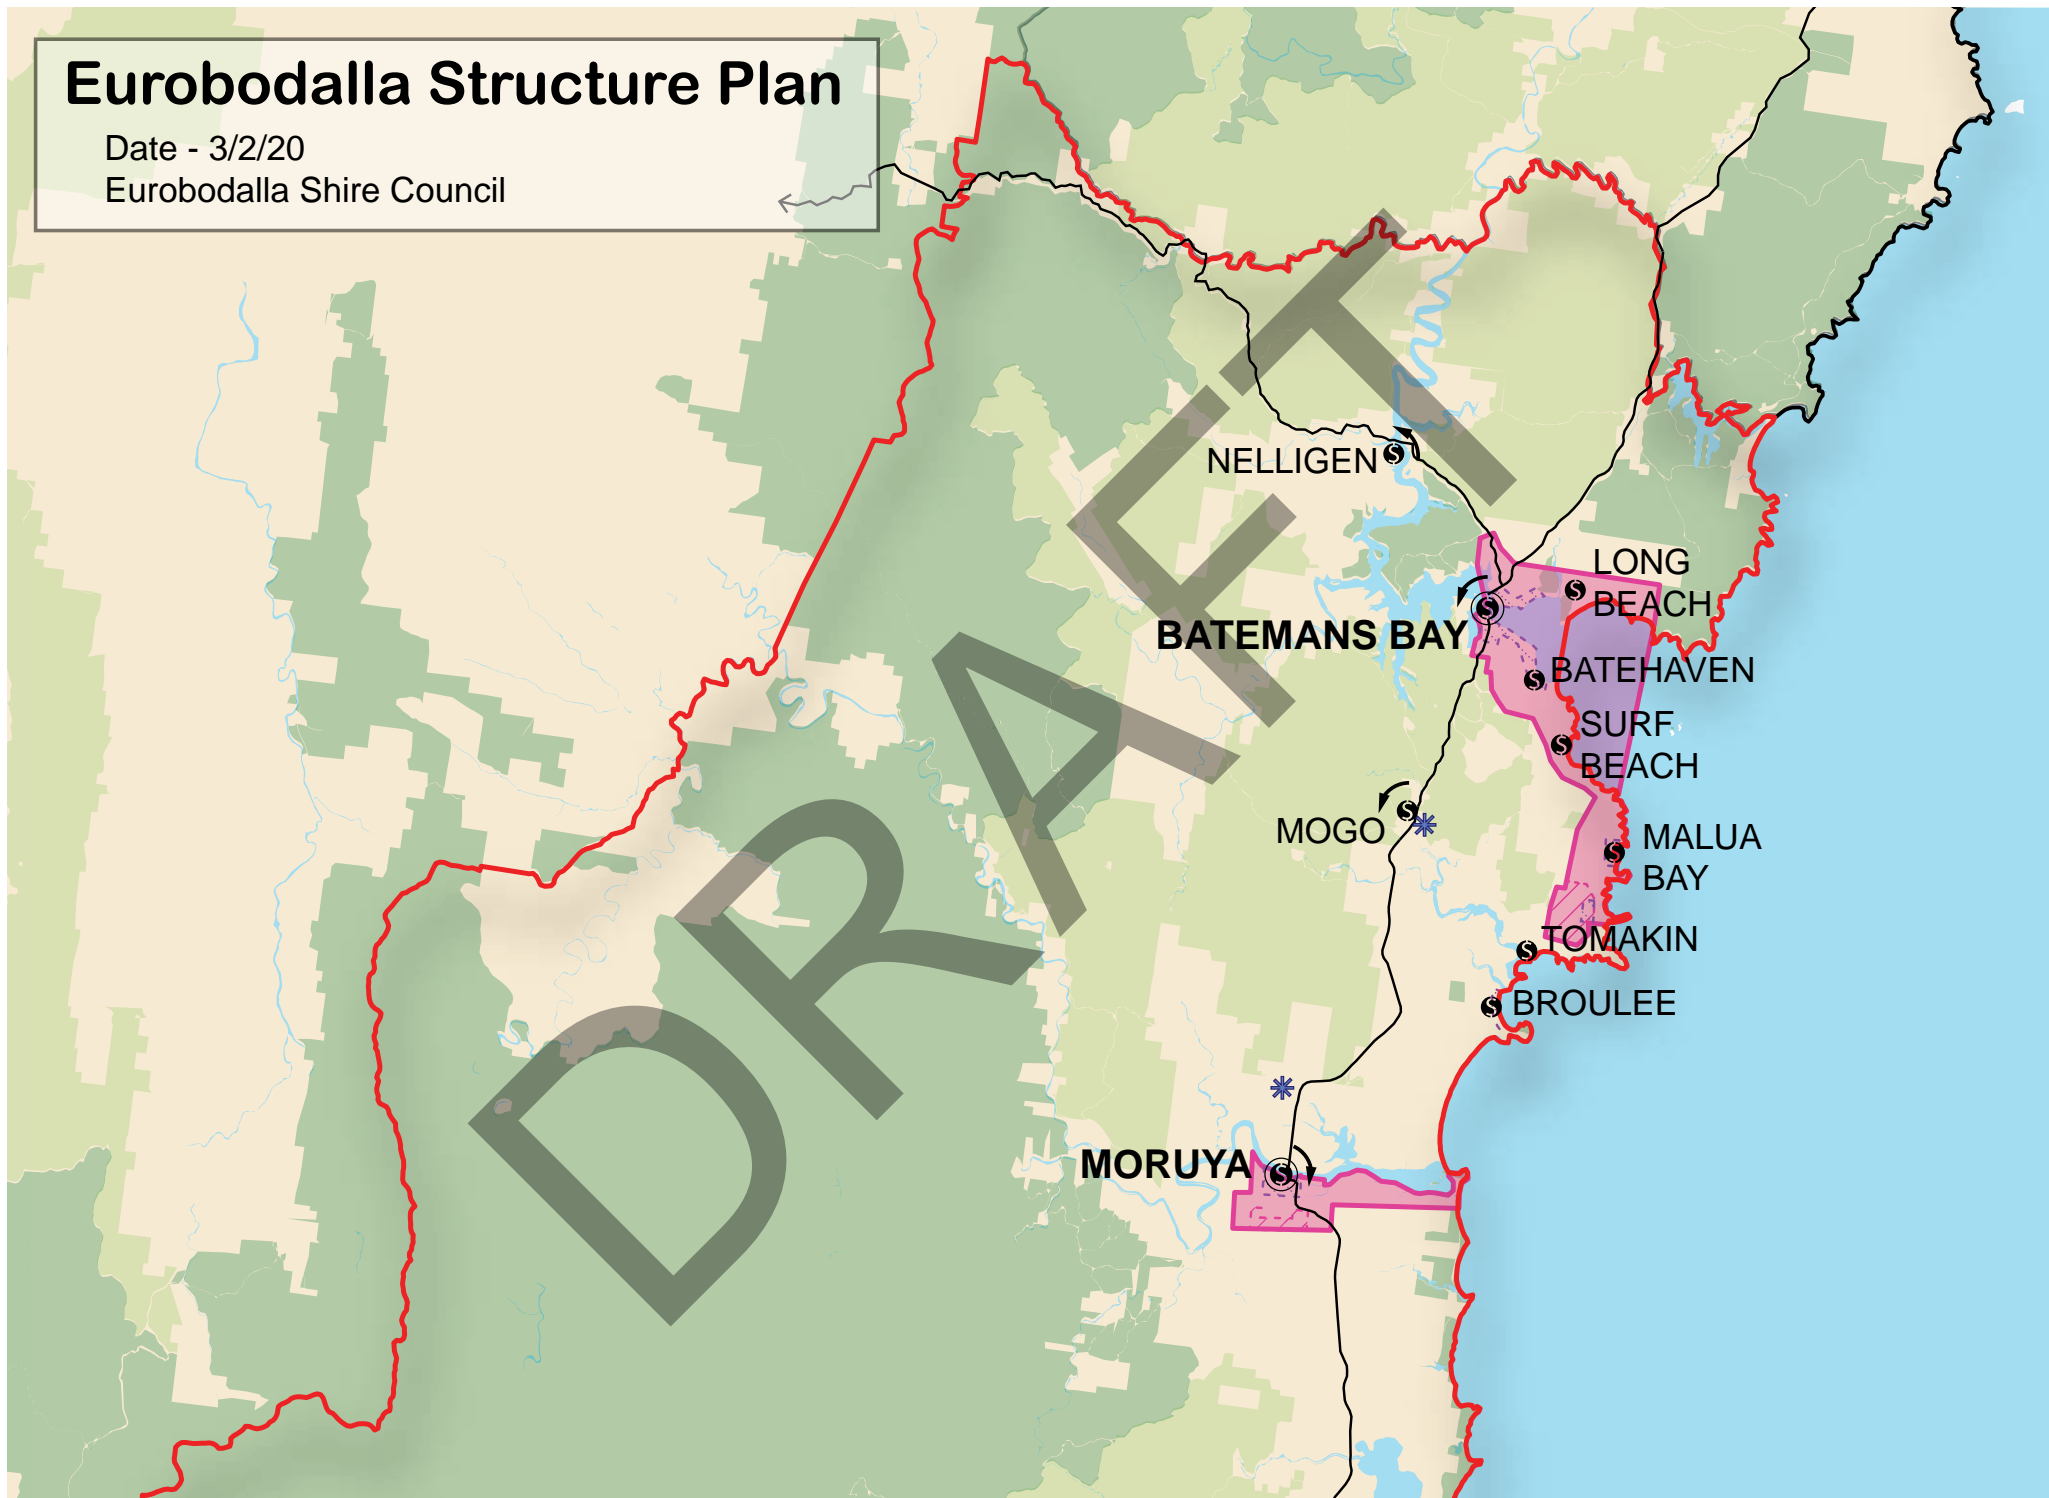 Eurobodalla Structure Plan
Date - 3/2/20
Eurobodalla Shire Council
DRAFT
NELLIGEN
LONG
BEACH
BATEMANS BAY
BATEHAVEN
SURF
BEACH
MOGO
MALUA
BAY
TOMAKIN
BROULEE
MORUYA